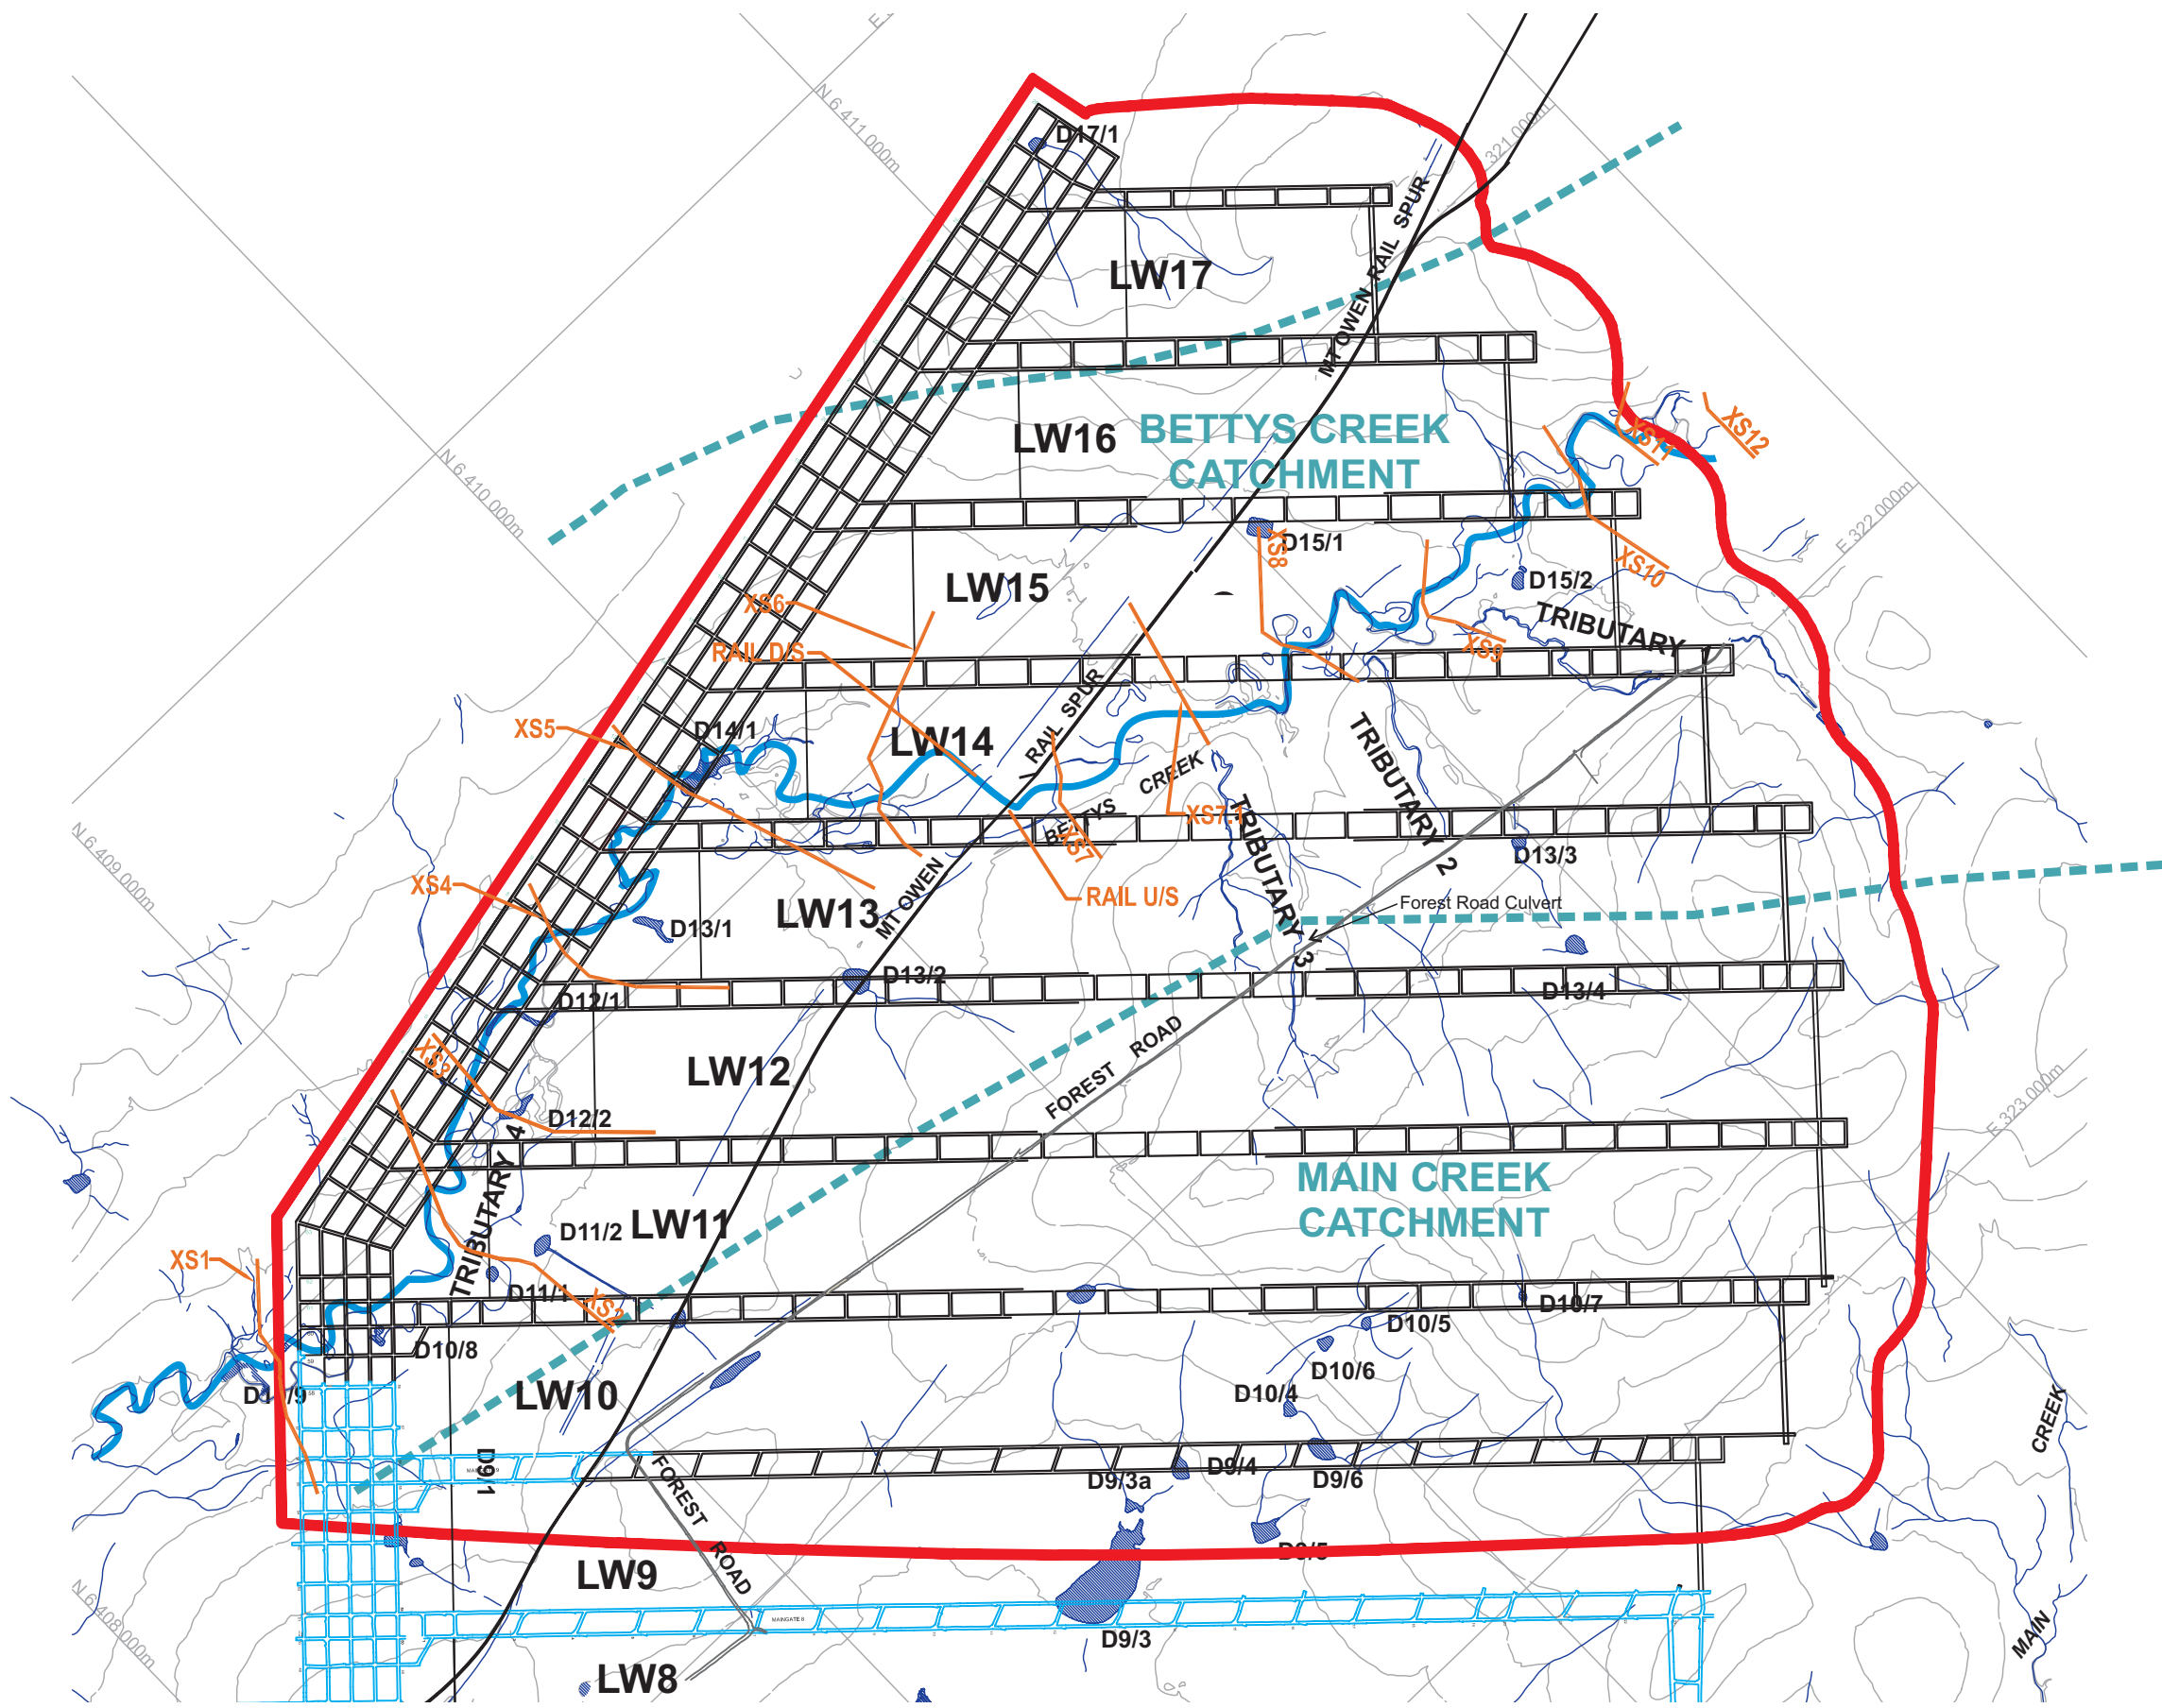 N 6 411 000m
321 000m
D17/1
MT OWEN RAIL SPUR
LW17
LW16
BETTYS CREEK
CATCHMENT
XS11
XS12
N 6 410 000m
E 322 000m
D15/1
XS8
XS10
D15/2
LW15
XS6
TRIBUTARY 1
RAIL D/S
XS9
RAIL SPUR
XS5
D14/1
LW14
TRIBUTARY 2
BETTYS CREEK
XS7.1
XS7
TRIBUTARY 3
D13/3
N 6 409 000m
XS4
MT OWEN
RAIL U/S
Forest Road Culvert
LW13
D13/1
D13/2
D13/4
D12/1
XS3
LW12
FOREST ROAD
D12/2
E 323 000m
TRIBUTARY 4
MAIN CREEK
CATCHMENT
D11/2
LW11
XS1
D11/1
XS2
D10/7
D10/5
D10/8
D10/6
D10/4
LW10
CREEK
D9/1
D9/4
D9/3a
D9/6
FOREST ROAD
D9/5
LW9
N 6 408 000m
MAINGATE 8
D9/3
MAIN
LW8